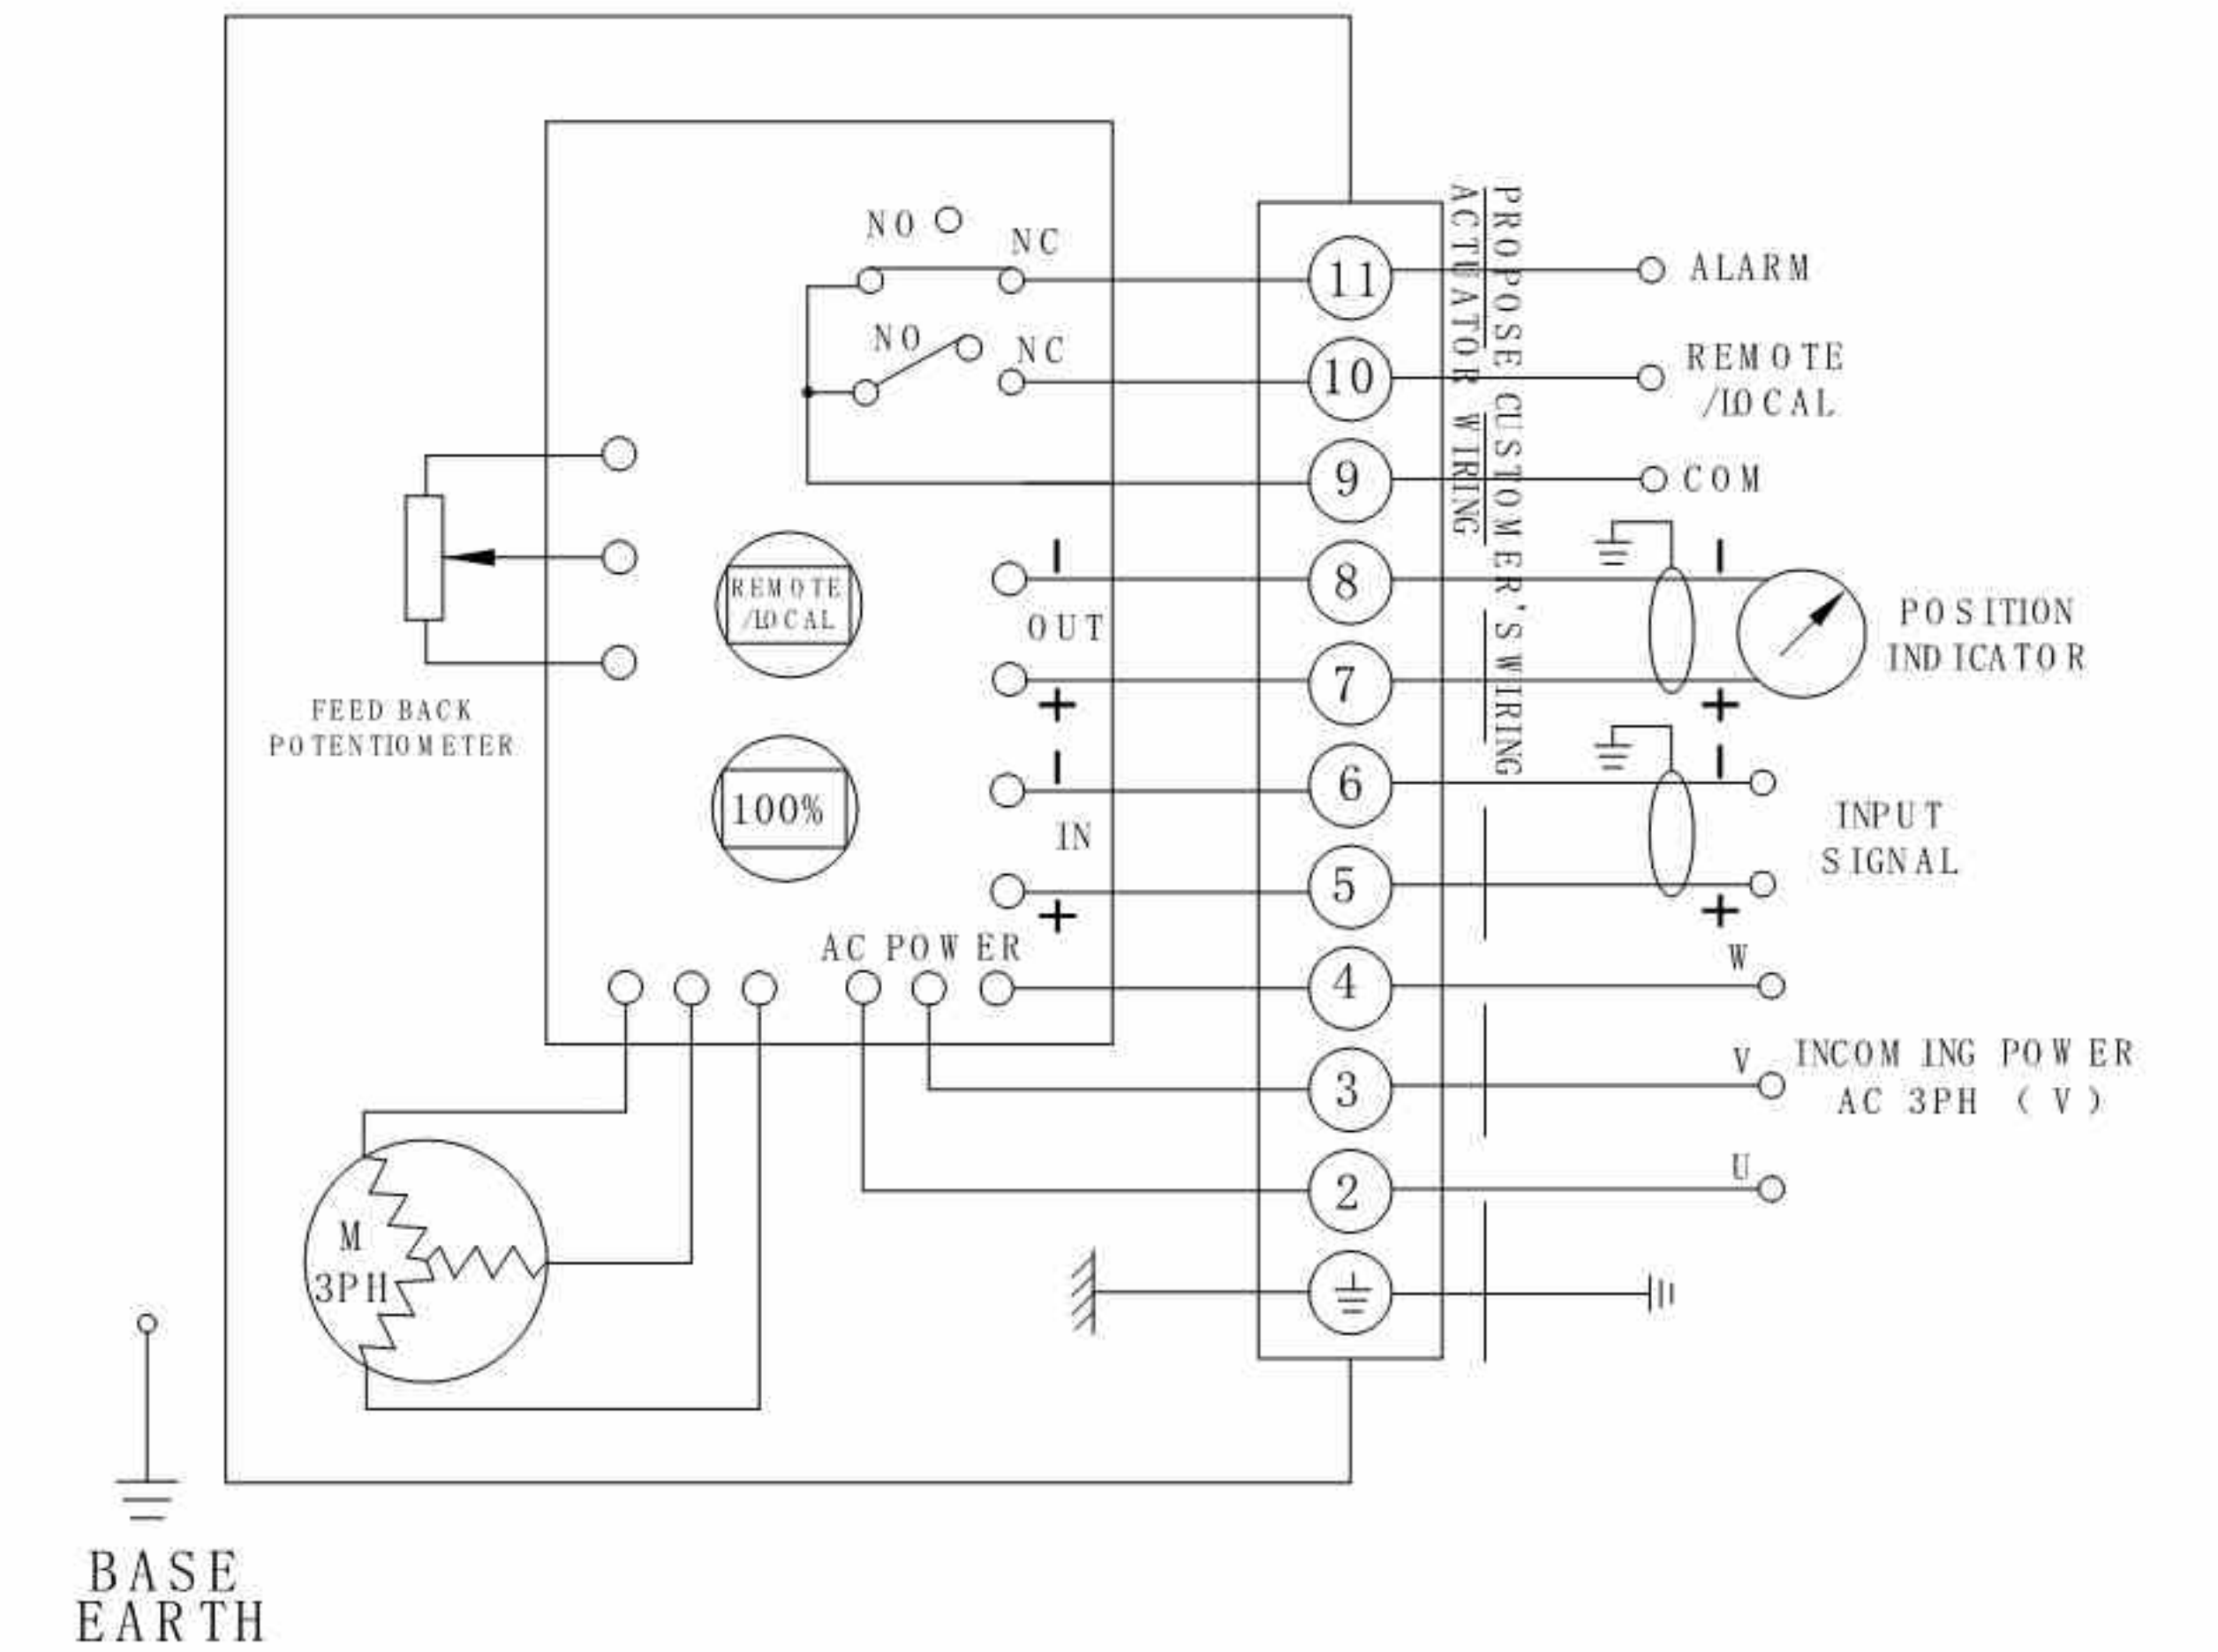 NO
NC
NO
NC
11
10
9
8
7
6
5
4
3
2
ALARM
REMOTE
/LOCAL
COM
PROPOSE CUSTOMER'S WIRING
ACTUATOR WIRING
REMOTE
/LOCAL
OUT
POSITION
INDICATOR
FEED BACK
POTENTIOMETER
100%
IN
INPUT
SIGNAL
AC POWER
W
V
INCOMING POWER
AC 3PH ( V )
U
M
3PH
BASE
EARTH